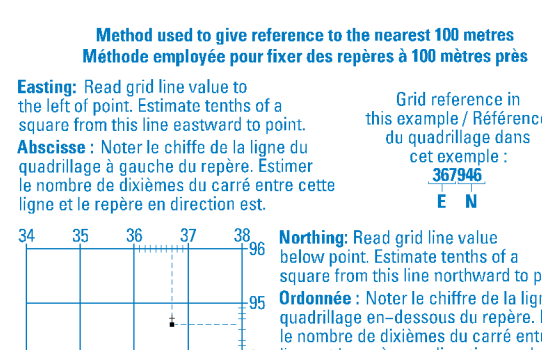 Method used to give reference to the nearest 100 metres
Méthode employée pour fixer des repères à 100 mètres près
Easting: Read grid line value to
the left of point. Estimate tenths of a
square from this line eastward to point.
Abscisse : Noter le chiffe de la ligne du
quadrillage à gauche du repère. Estimer
le nombre de dixièmes du carré entre cette
ligne et le repère en direction est.
Grid reference in
this example / Référence
du quadrillage dans
cet exemple :
367946
E N
34 35 36 37 38
96
95
Northing: Read grid line value
below point. Estimate tenths of a
square from this line northward to p
Ordonnée : Noter le chiffre de la lign
quadrillage en-dessous du repère.
le nombre de dixièmes du carré entr